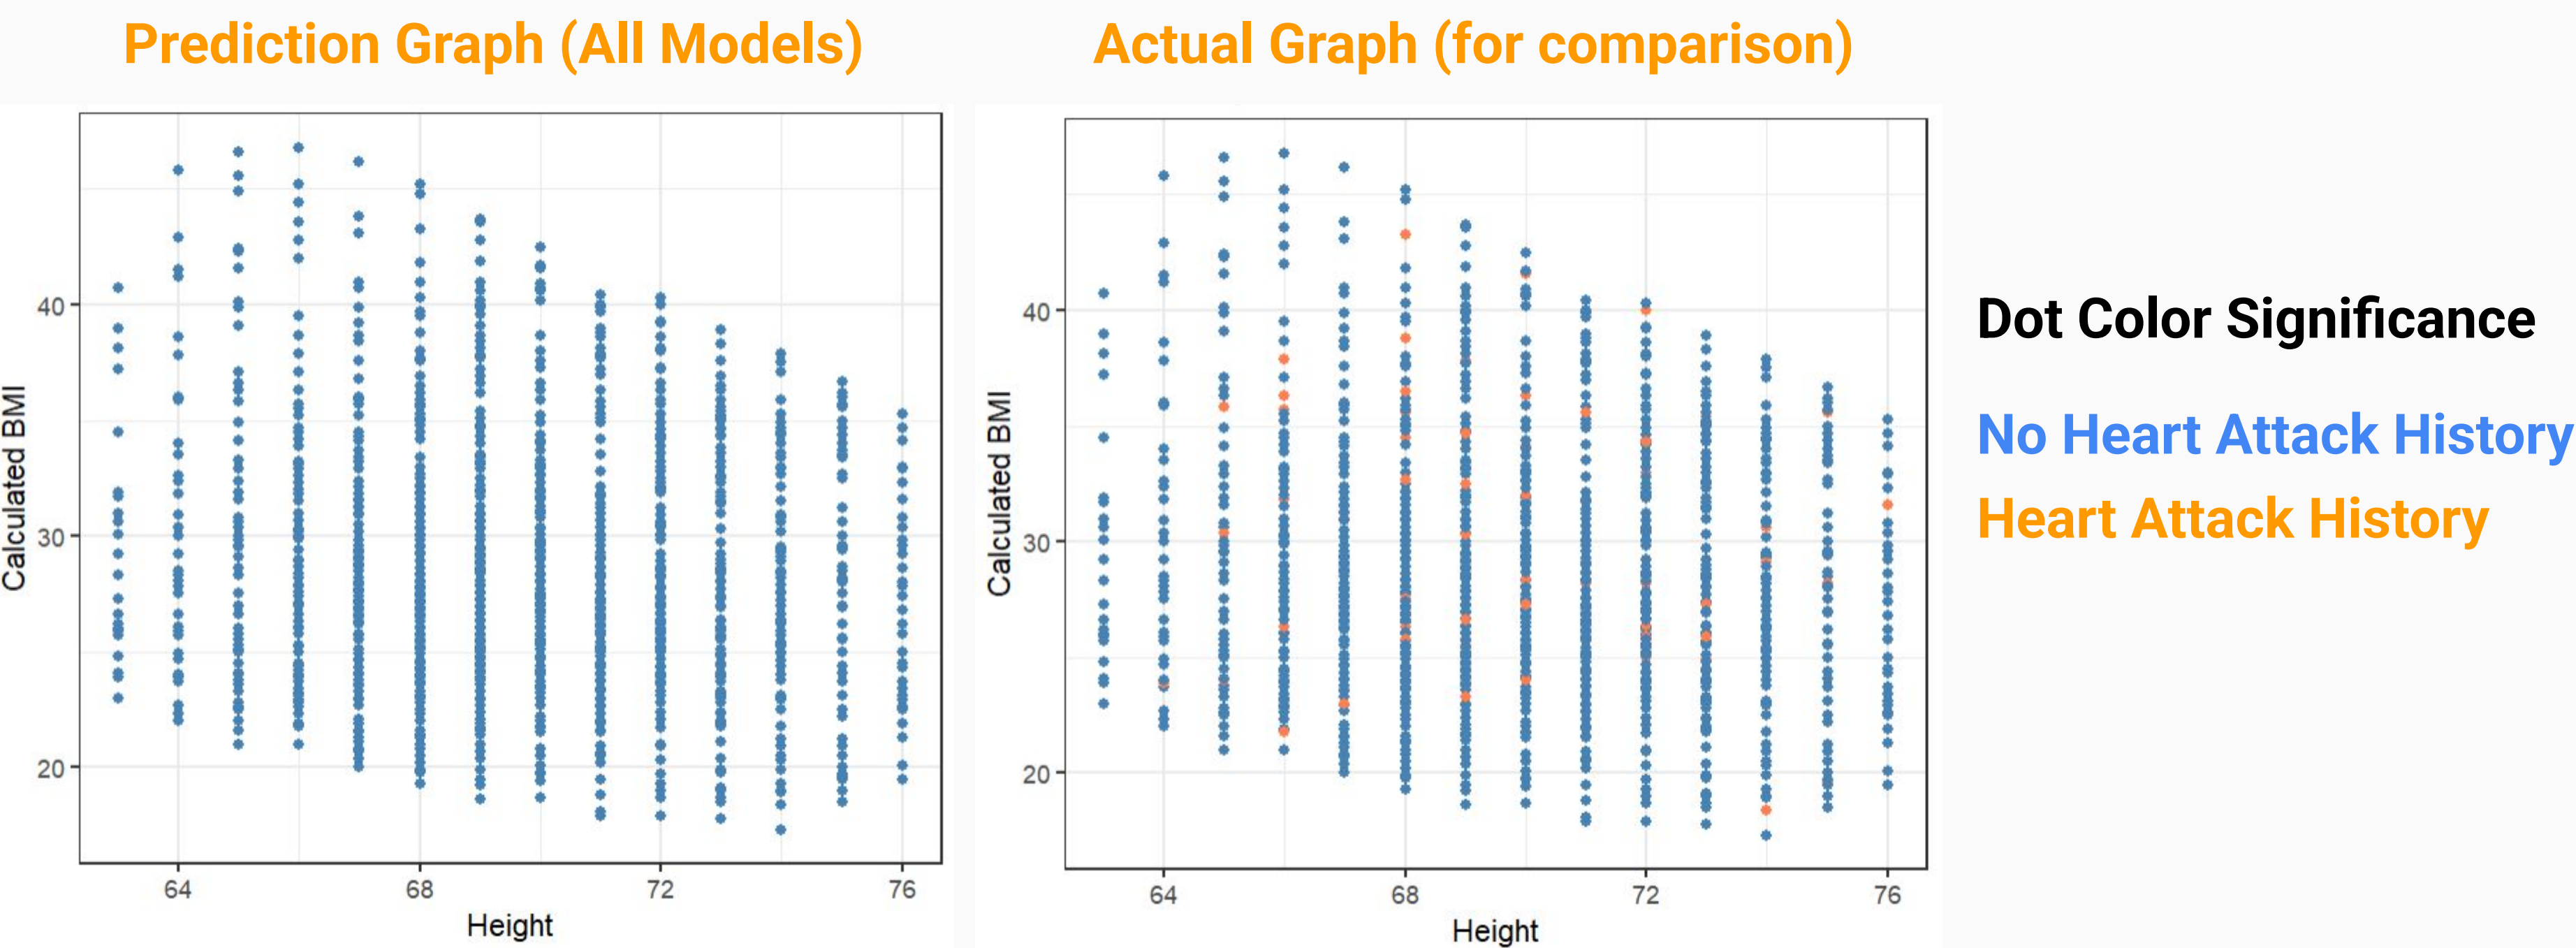 Prediction Graph (All Models)
Calculated BMI
40
30
20
64
68
72
76
Height
Actual Graph (for comparison)
Calculated BMI
40
30
20
64
68
72
76
Height
Dot Color Significance
No Heart Attack History
Heart Attack History